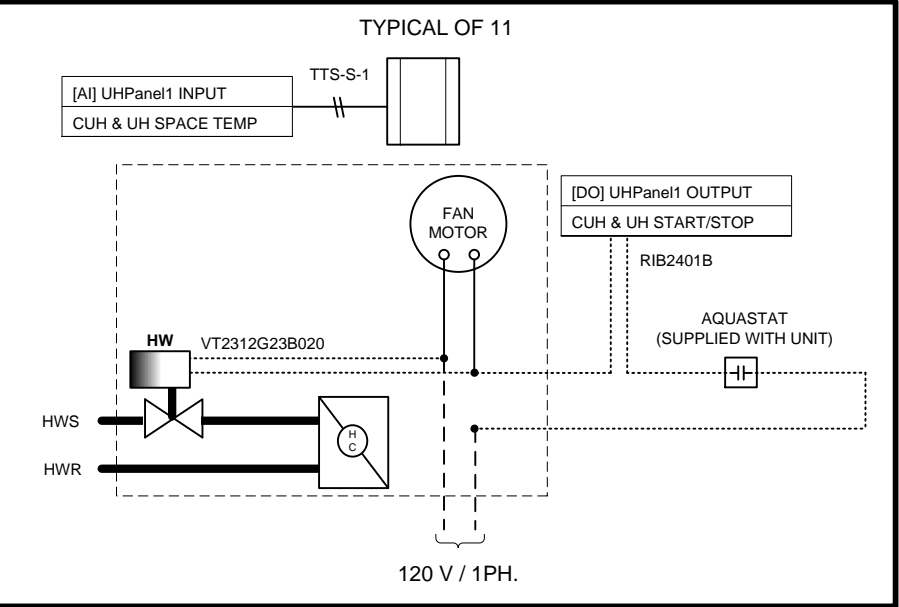 TYPICAL OF 11
TTS-S-1
[AI] UHPanel1 INPUT
CUH & UH SPACE TEMP
FAN
MOTOR
[DO] UHPanel1 OUTPUT
CUH & UH START/STOP
RIB2401B
AQUASTAT
(SUPPLIED WITH UNIT)
HW
VT2312G23B020
HWS
H
C
HWR
120 V / 1PH.